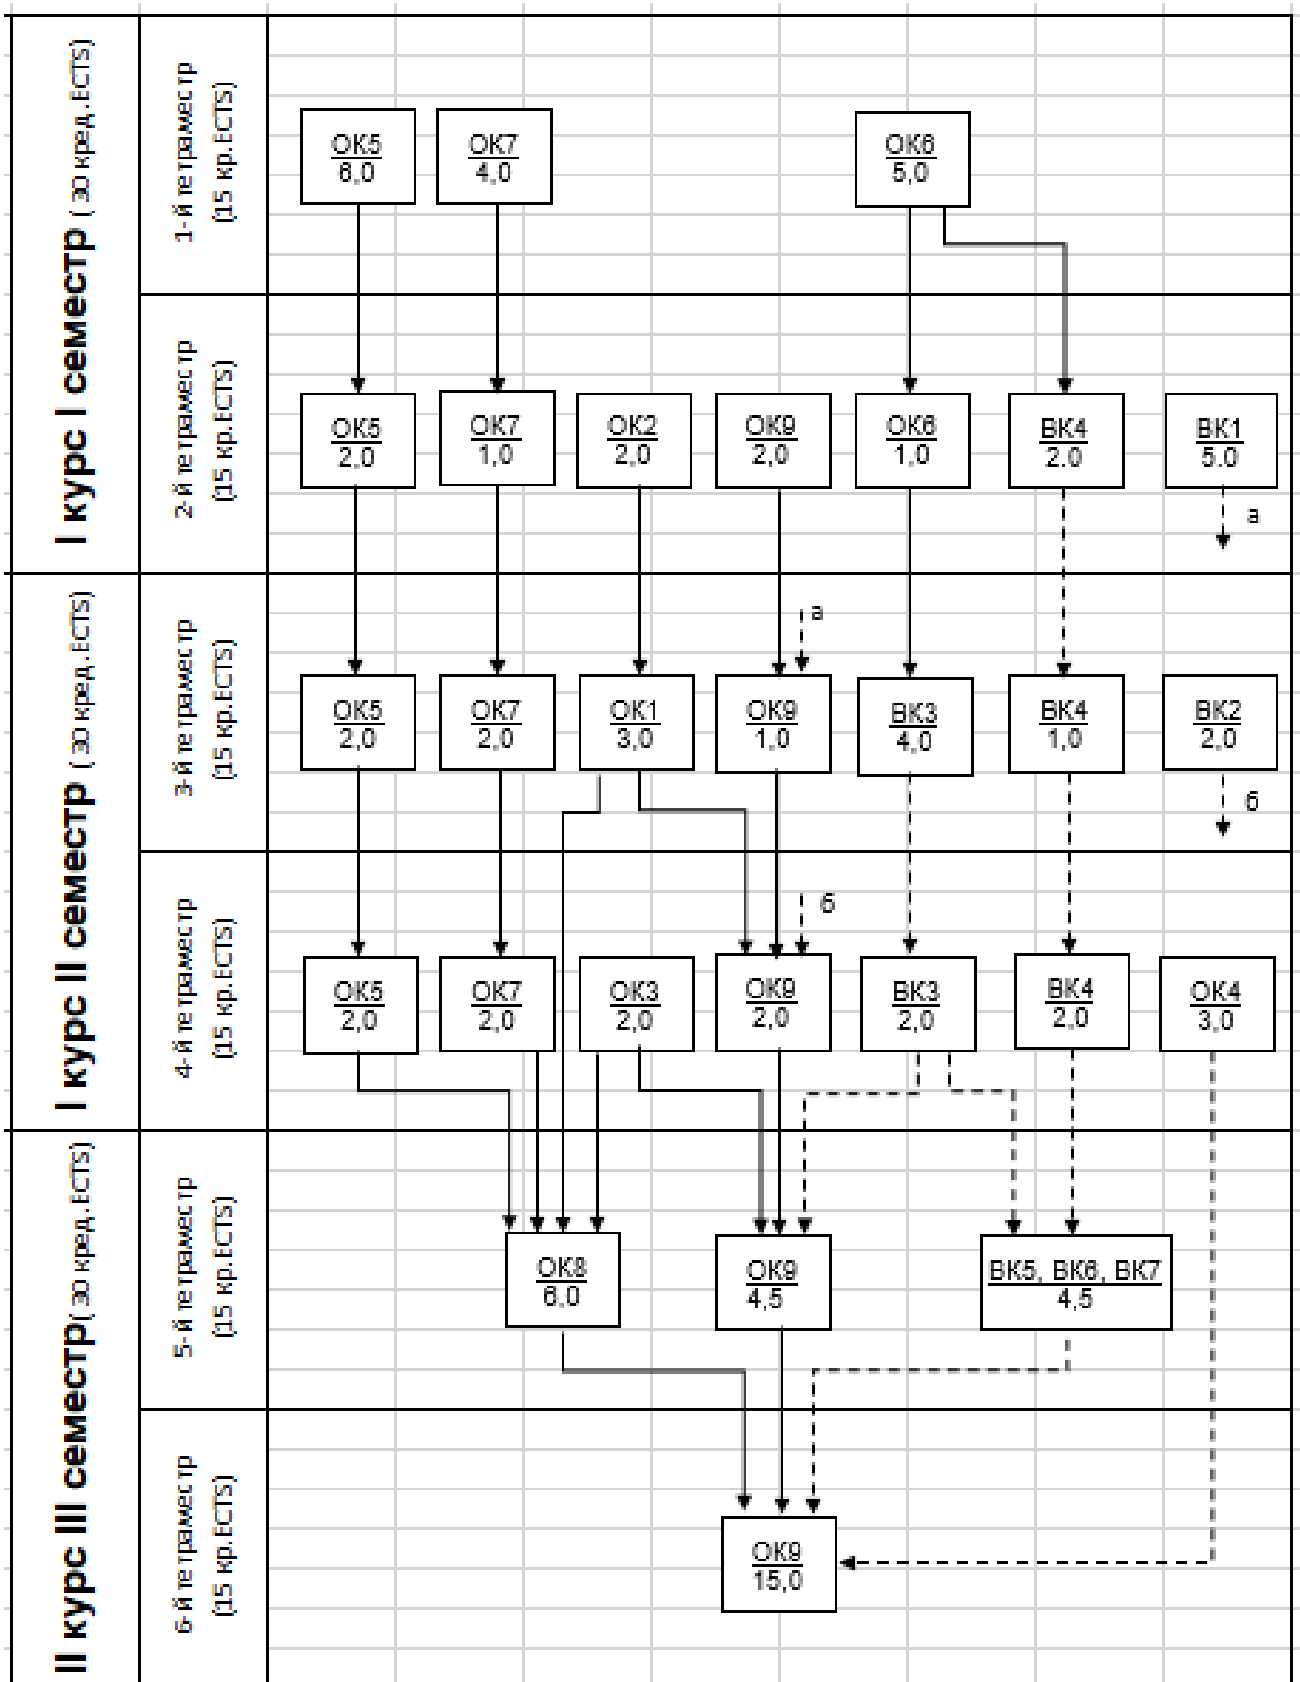 I курс I семестр ( 30 кред. ECTS)
1-й тетраместр
(15 кр.ECTS)
ОК5
6,0
ОК7
4,0
ОК6
5,0
2-й тетраместр
(15 кр.ECTS)
ОК5
2,0
ОК7
1,0
ОК2
2,0
ОК9
2,0
ОК6
1,0
ВК4
2.0
ВК1
5.0
а
I курс II семестр ( 30 кред. ECTS)
3-й тетраместр
(15 кр.ECTS)
а
ОК5
2,0
ОК7
2,0
ОК1
3,0
ОК9
1,0
ВК3
4,0
ВК4
1,0
ВК2
2,0
б
4-й тетраместр
(15 кр.ECTS)
б
ОК5
2,0
ОК7
2,0
ОК3
2,0
ОК9
2,0
ВК3
2,0
ВК4
2,0
ОК4
3,0
II курс III семестр( 30 кред. ECTS)
5-й тетраместр
(15 кр.ECTS)
ОК8
6,0
ОК9
4,5
ВК5, ВК6, ВК7
4,5
6-й тетраместр
(15 кр.ECTS)
ОК9
15,0